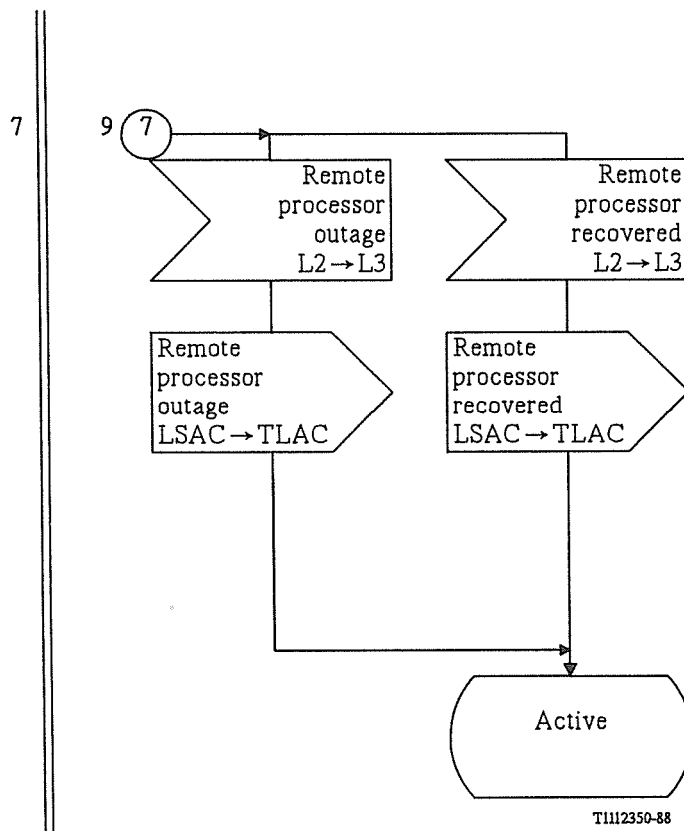 7
9 7
Remote
processor
outage
L2→L3
Remote
processor
recovered
L2→L3
Remote
processor
outage
LSAC→TLAC
Remote
processor
recovered
LSAC→TLAC
Active
T1112350-88